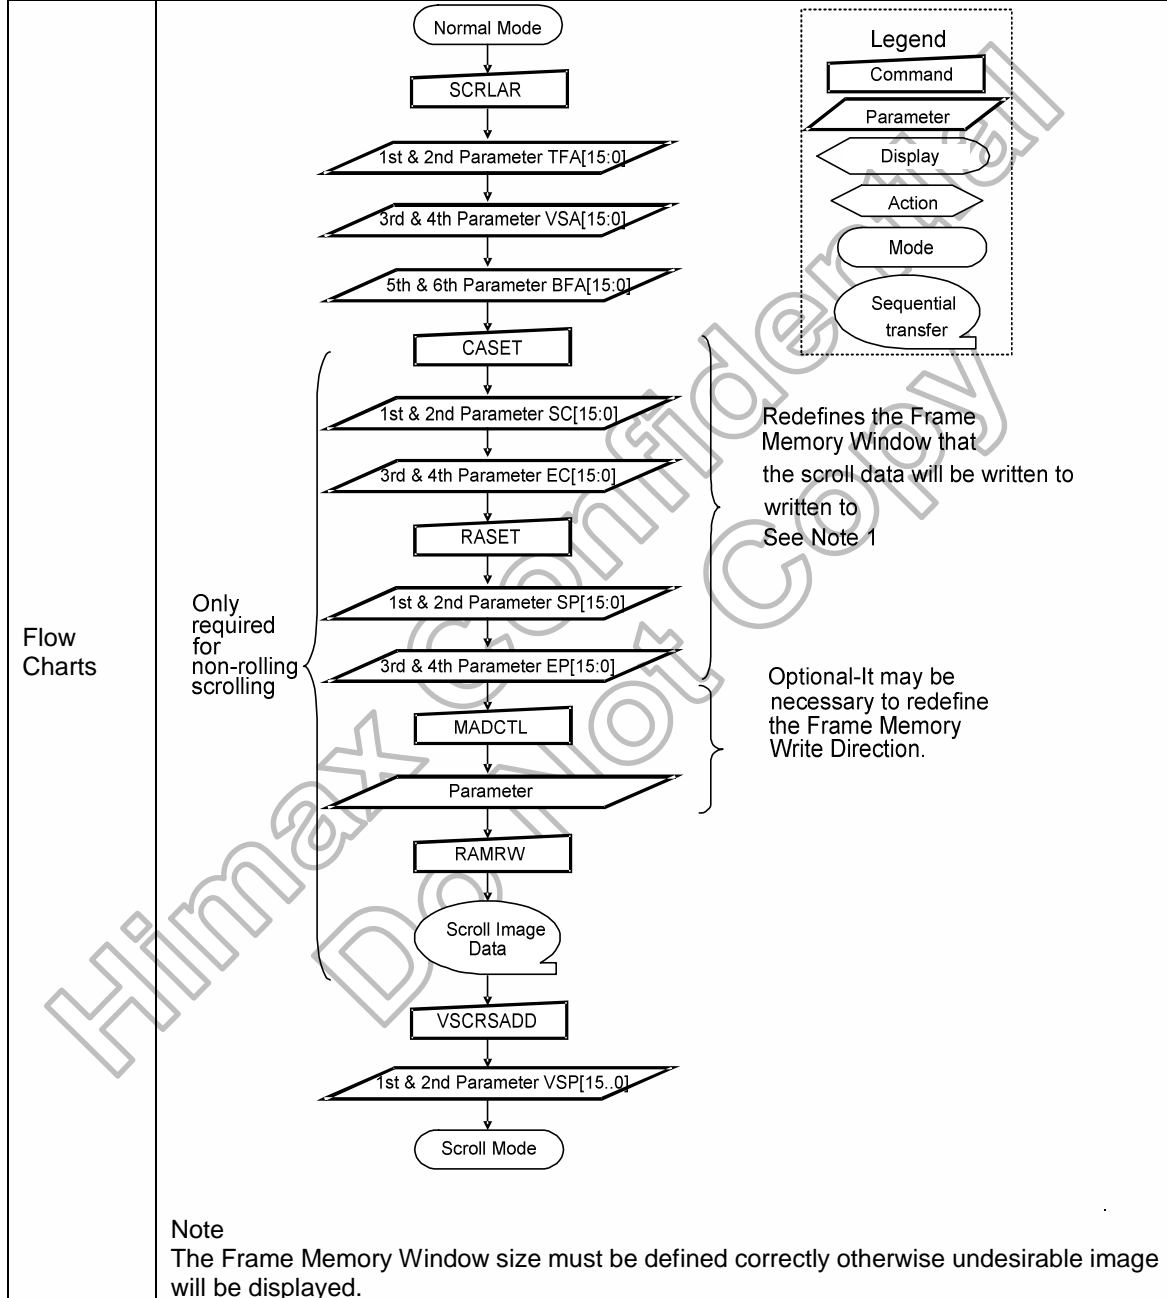 Flow
Charts
Normal Mode
SCRLAR
1st & 2nd Parameter TFA[15:0]
3rd & 4th Parameter VSA[15:0]
5th & 6th Parameter BFA[15:0]
CASET
1st & 2nd Parameter SC[15:0]
3rd & 4th Parameter EC[15:0]
RASET
1st & 2nd Parameter SP[15:0]
3rd & 4th Parameter EP[15:0]
MADCTL
Parameter
RAMRW
Scroll Image
Data
VSCRSADD
1st & 2nd Parameter VSP[15..0]
Scroll Mode
Only
required
for
non-rolling
scrolling
Legend
Command
Parameter
Display
Action
Mode
Sequential
transfer
Redefines the Frame
Memory Window that
the scroll data will be written to
written to
See Note 1
Optional-It may be
necessary to redefine
the Frame Memory
Write Direction.
Note
The Frame Memory Window size must be defined correctly otherwise undesirable image
will be displayed.
Himax Confidential
Do Not Copy